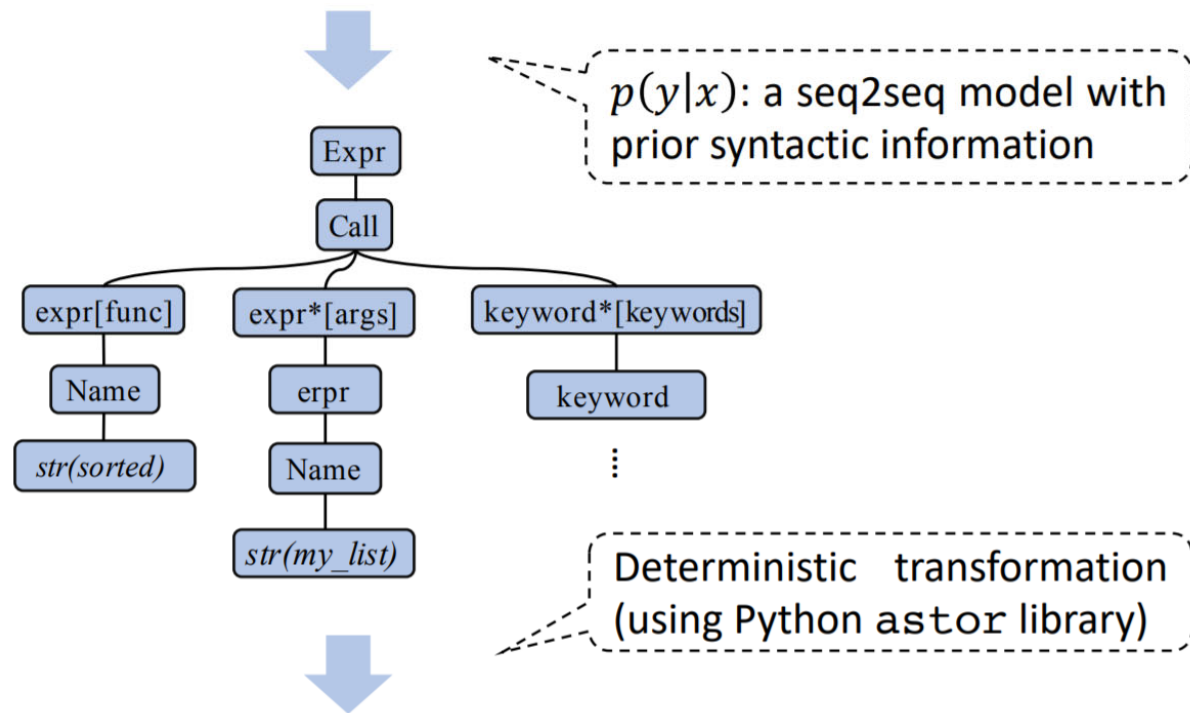 p(y|x): a seq2seq model with
prior syntactic information
Expr
Call
expr[func]
expr*[args]
keyword*[keywords]
Name
erpr
keyword
str(sorted)
Name
str(my_list)
Deterministic transformation
(using Python astor library)